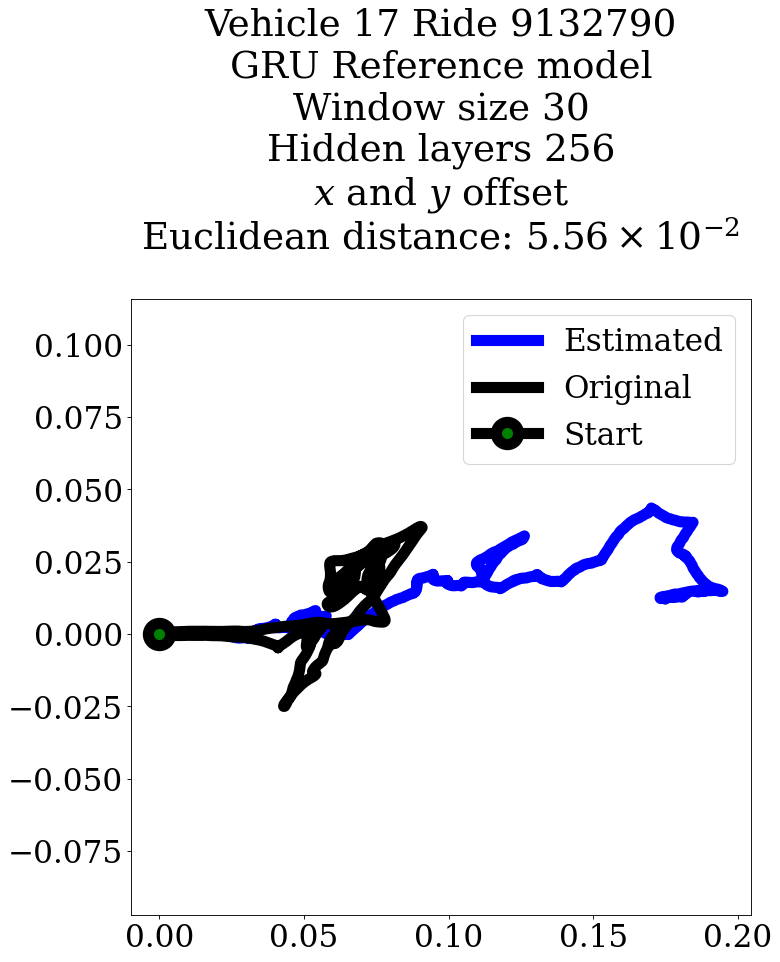 Vehicle 17 Ride 9132790
GRU Reference model
Window size 30
Hidden layers 256
x and y offset
Euclidean distance: 5.56 × 10⁻²
Estimated
Original
Start
0.100
0.075
0.050
0.025
0.000
−0.025
−0.050
−0.075
0.00 0.05 0.10 0.15 0.20